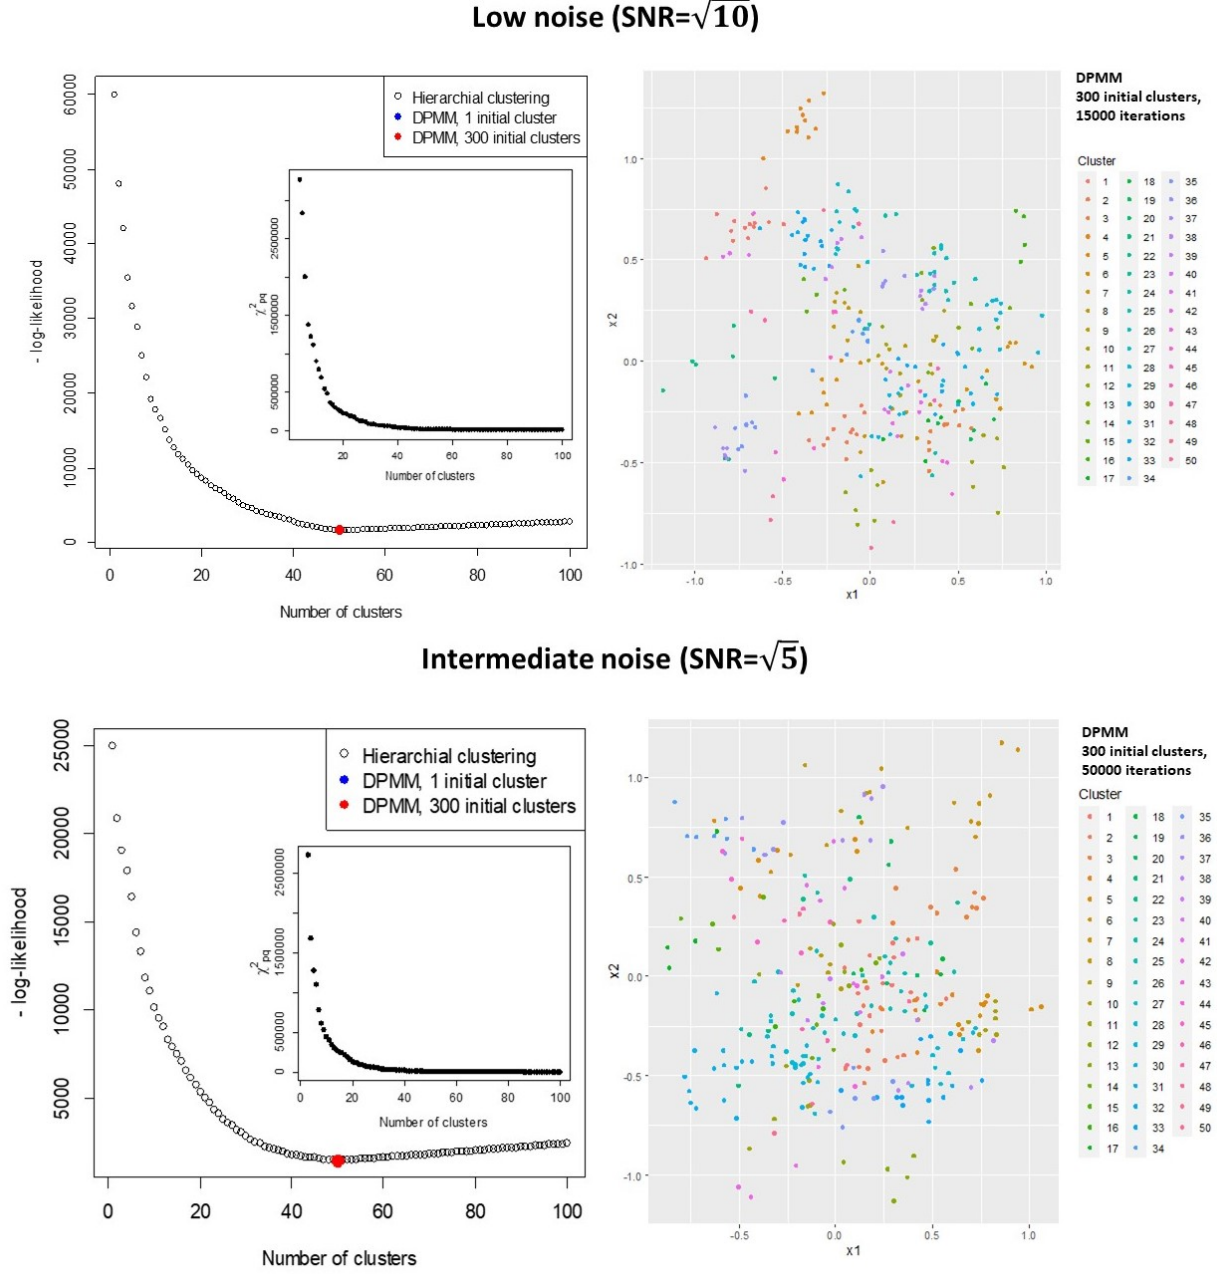 Low noise (SNR=√10)
60000
50000
40000
30000
20000
10000
0
- log-likelihood
Hierarchial clustering
DPMM, 1 initial cluster
DPMM, 300 initial clusters
2500000
1500000
500000
0
χ²pq
20 40 60 80 100
Number of clusters
0 20 40 60 80 100
Number of clusters
1.0
0.5
0.0
-0.5
-1.0
x2
-1.0 -0.5 0.0 0.5 1.0
x1
DPMM
300 initial clusters,
15000 iterations
Cluster
1 18 35
2 19 36
3 20 37
4 21 38
5 22 39
6 23 40
7 24 41
8 25 42
9 26 43
10 27 44
11 28 45
12 29 46
13 30 47
14 31 48
15 32 49
16 33 50
17 34
Intermediate noise (SNR=√5)
25000
20000
15000
10000
5000
- log-likelihood
Hierarchial clustering
DPMM, 1 initial cluster
DPMM, 300 initial clusters
2500000
1500000
500000
0
χ²pq
0 20 40 60 80 100
Number of clusters
0 20 40 60 80 100
Number of clusters
1.0
0.5
0.0
-0.5
-1.0
x2
-0.5 0.0 0.5 1.0
x1
DPMM
300 initial clusters,
50000 iterations
Cluster
1 18 35
2 19 36
3 20 37
4 21 38
5 22 39
6 23 40
7 24 41
8 25 42
9 26 43
10 27 44
11 28 45
12 29 46
13 30 47
14 31 48
15 32 49
16 33 50
17 34